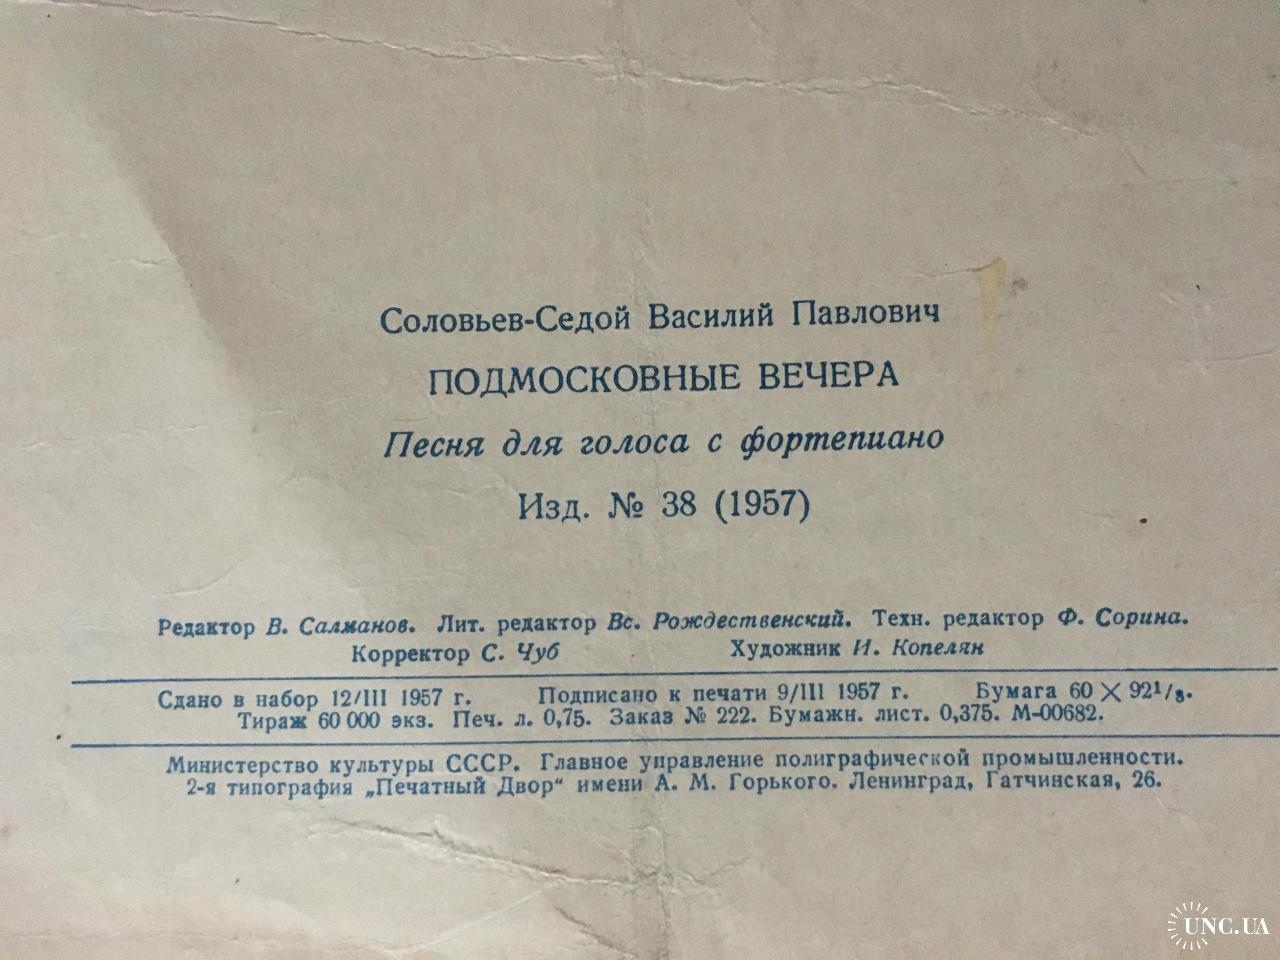 Соловьев-Седой Василий Павлович
ПОДМОСКОВНЫЕ ВЕЧЕРА
Песня для голоса с фортепиано
Изд. № 38 (1957)
Редактор В. Салманов. Лит. редактор Вс. Рождественский. Техн. редактор Ф. Сорина.
Корректор С. Чуб Художник И. Копелян
Сдано в набор 12/III 1957 г. Подписано к печати 9/III 1957 г. Бумага 60 × 92¹/₈.
Тираж 60 000 экз. Печ. л. 0,75. Заказ № 222. Бумажн. лист. 0,375. М-00682.
Министерство культуры СССР. Главное управление полиграфической промышленности.
2-я типография „Печатный Двор“ имени А. М. Горького. Ленинград, Гатчинская, 26.
UNC.UA